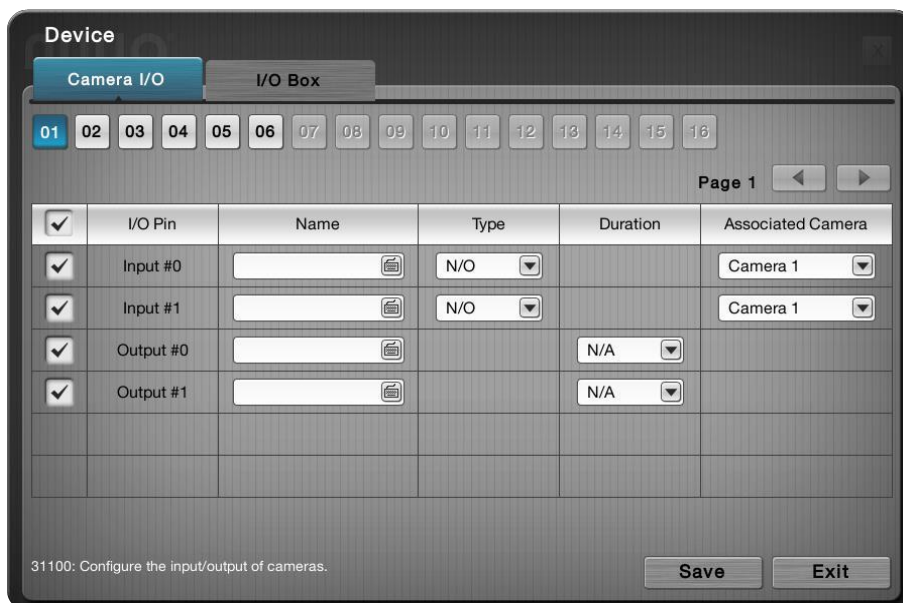 Device
Camera I/O I/O Box
01 02 03 04 05 06 07 08 09 10 11 12 13 14 15 16
Page 1
I/O Pin Name Type Duration Associated Camera
Input #0 N/O Camera 1
Input #1 N/O Camera 1
Output #0 N/A
Output #1 N/A
31100: Configure the input/output of cameras. Save Exit